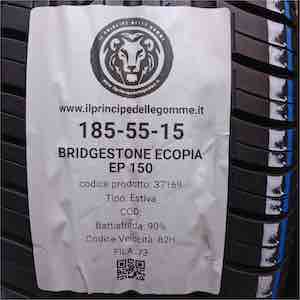 IL PRINCIPE DELLE GOMME
www.ilprincipedellegomme.it
185-55-15
BRIDGESTONE ECOPIA
EP 150
codice prodotto: 37169
Tipo: Estiva
COD:
Battistrada: 90%
Codice Velocità: 82H
FILA 73